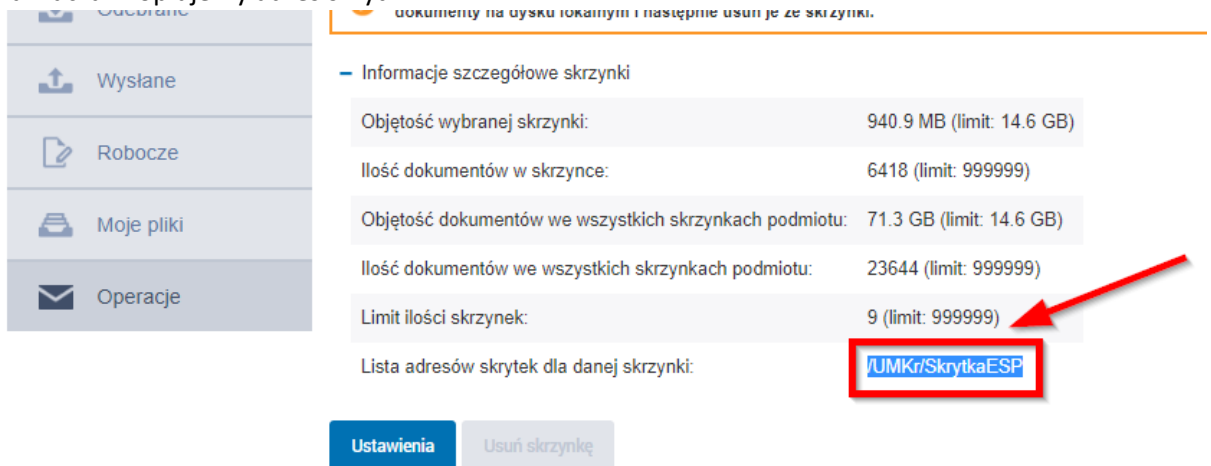 Odebrane
dokumenty na dysku lokalnym i następnie usuń je ze skrzynki.
Wysłane
Robocze
Moje pliki
Operacje
– Informacje szczegółowe skrzynki
Objętość wybranej skrzynki: 940.9 MB (limit: 14.6 GB)
Ilość dokumentów w skrzynce: 6418 (limit: 999999)
Objętość dokumentów we wszystkich skrzynkach podmiotu: 71.3 GB (limit: 14.6 GB)
Ilość dokumentów we wszystkich skrzynkach podmiotu: 23644 (limit: 999999)
Limit ilości skrzynek: 9 (limit: 999999)
Lista adresów skrytek dla danej skrzynki: /UMKr/SkrytkaESP
Ustawienia
Usuń skrzynkę